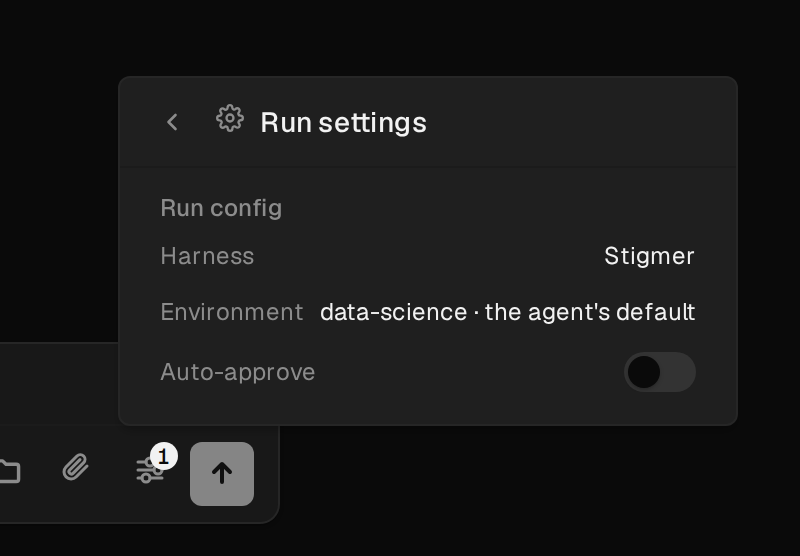 Run settings
Run config
Harness Stigmer
Environment data-science · the agent's default
Auto-approve
1